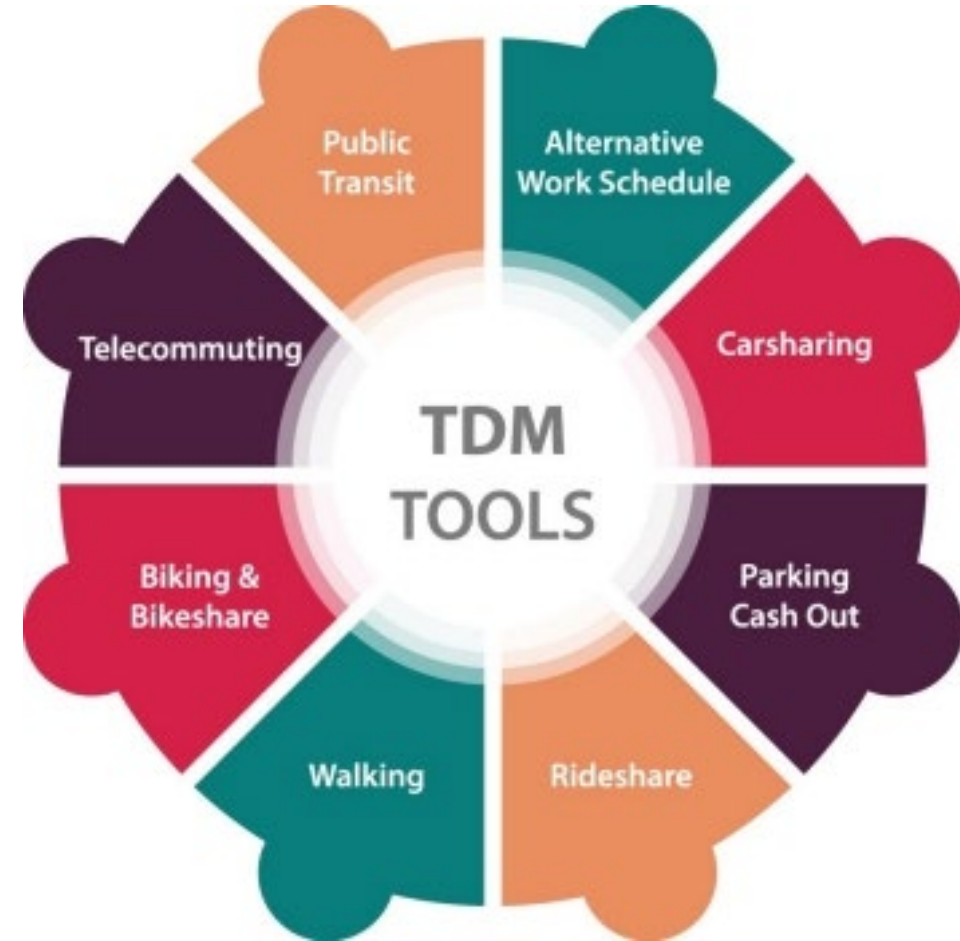 TDM
TOOLS
Public
Transit
Alternative
Work Schedule
Carsharing
Parking
Cash Out
Rideshare
Walking
Biking &
Bikeshare
Telecommuting